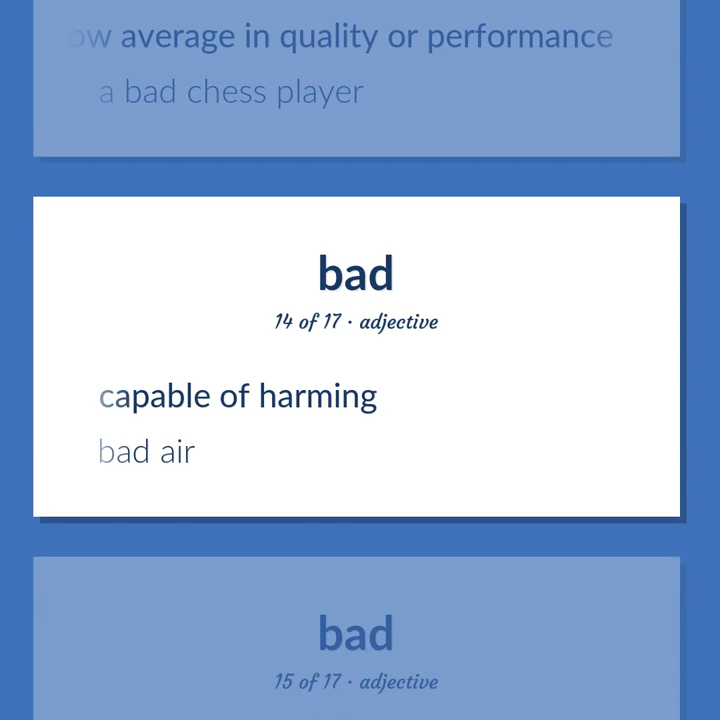 ow average in quality or performance
a bad chess player
bad
14 of 17 · adjective
capable of harming
bad air
bad
15 of 17 · adjective